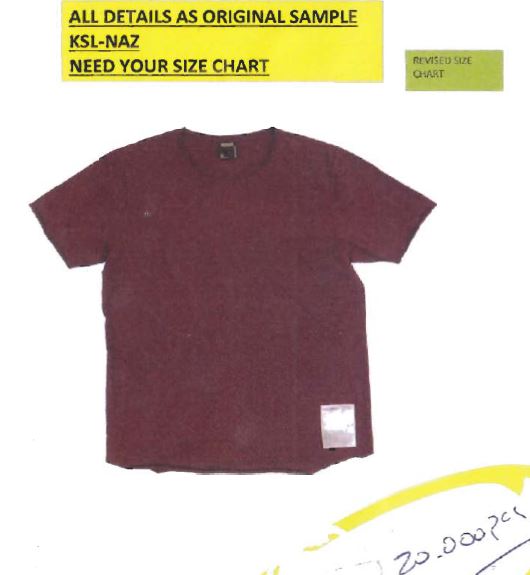 ALL DETAILS AS ORIGINAL SAMPLE
KSL-NAZ
NEED YOUR SIZE CHART
REVISED SIZE
CHART
20.000pcs